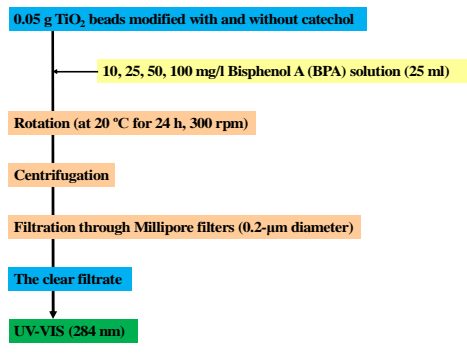 0.05 g TiO₂ beads modified with and without catechol
10, 25, 50, 100 mg/l Bisphenol A (BPA) solution (25 ml)
Rotation (at 20 ºC for 24 h, 300 rpm)
Centrifugation
Filtration through Millipore filters (0.2-μm diameter)
The clear filtrate
UV-VIS (284 nm)